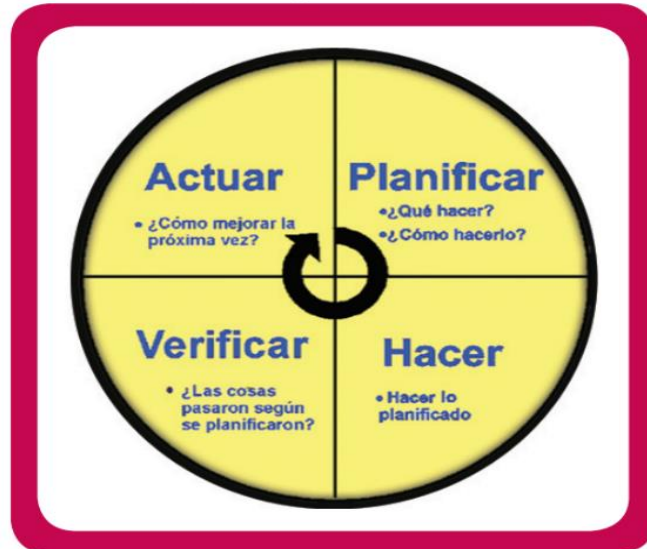 Actuar
• ¿Cómo mejorar la
próxima vez?
Planificar
•¿Qué hacer?
•¿Cómo hacerlo?
Verificar
• ¿Las cosas
pasaron según
se planificaron?
Hacer
• Hacer lo
planificado